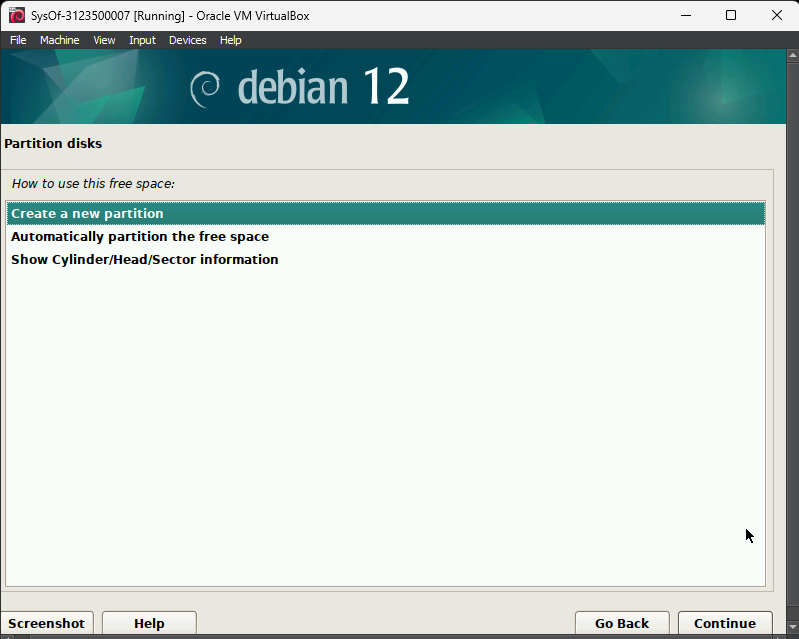 SysOf-3123500007 [Running] - Oracle VM VirtualBox
File Machine View Input Devices Help
debian 12
Partition disks
How to use this free space:
Create a new partition
Automatically partition the free space
Show Cylinder/Head/Sector information
Screenshot Help Go Back Continue